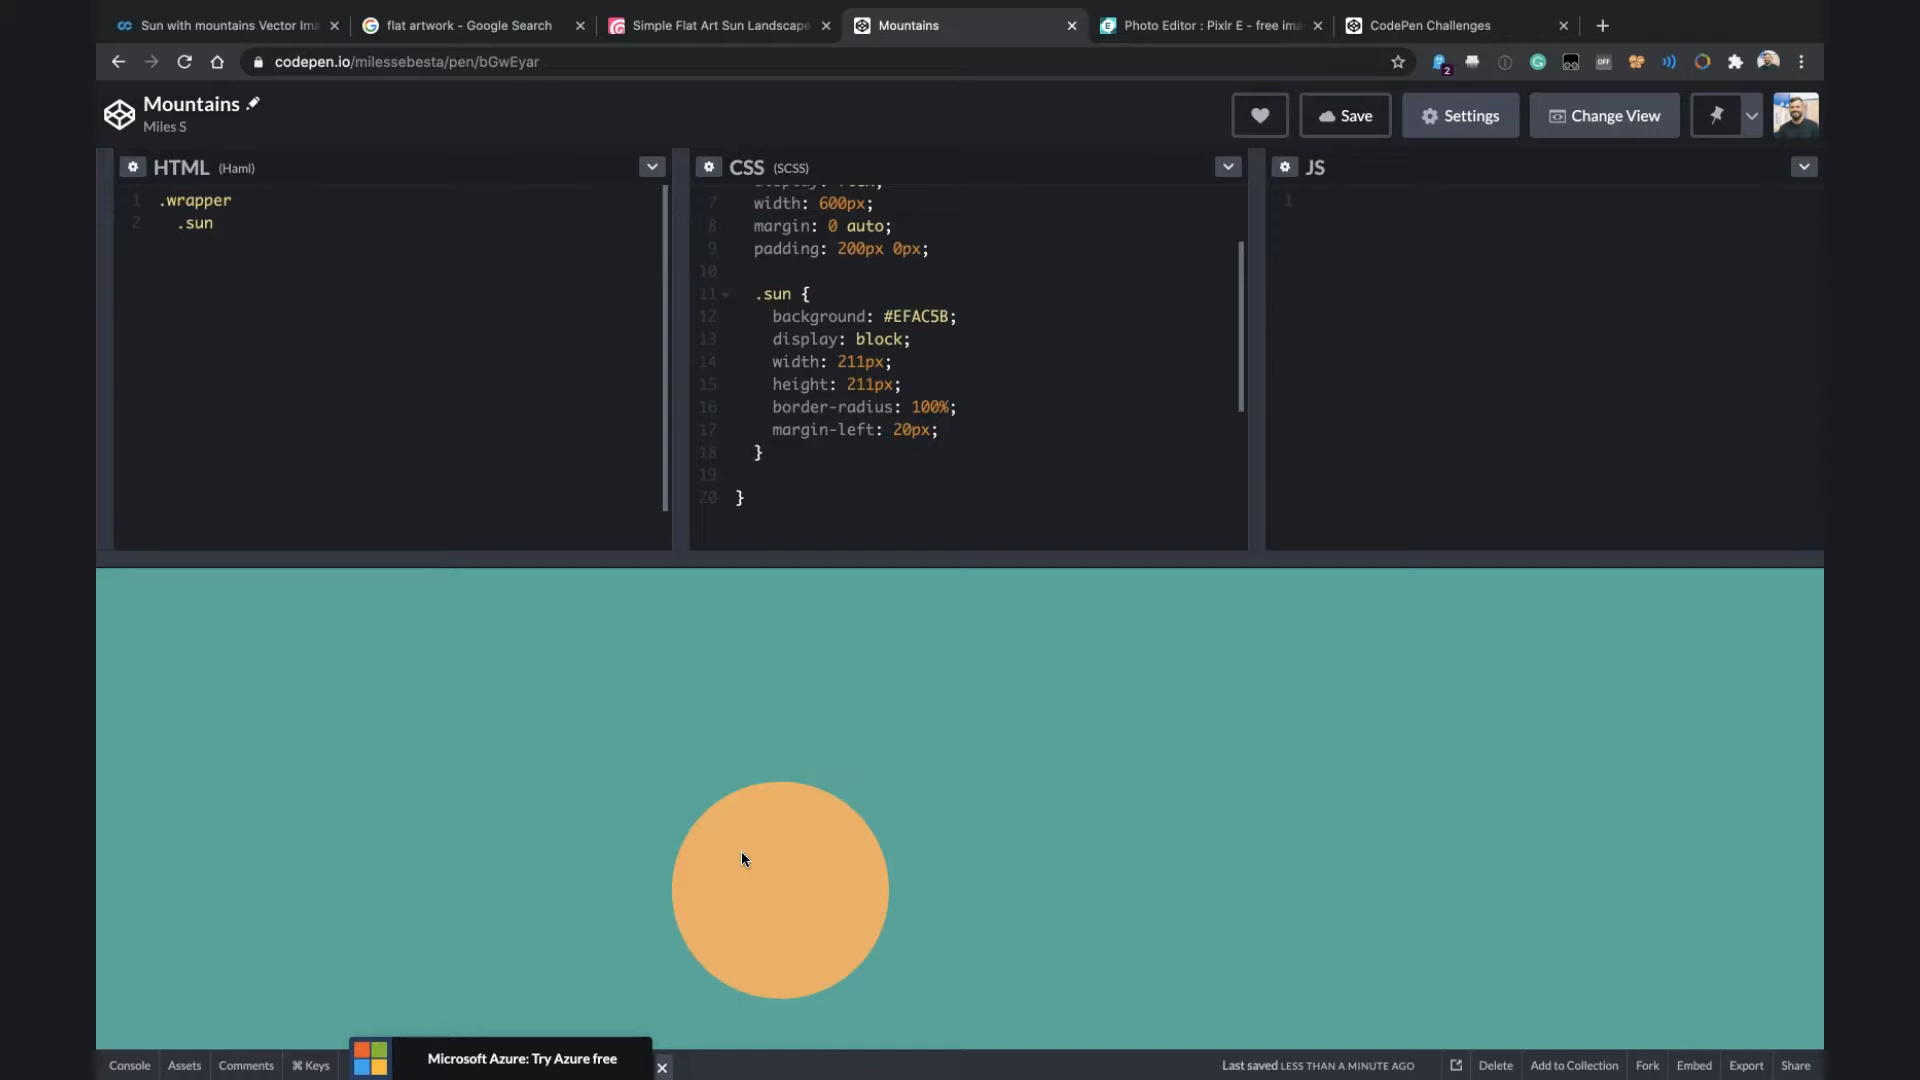 Sun with mountains Vector Ima
flat artwork - Google Search
Simple Flat Art Sun Landscape
Mountains
Photo Editor : Pixlr E - free ima
CodePen Challenges
codepen.io/milessebesta/pen/bGwEyar
2
OFF
Mountains
Miles S
Save
Settings
Change View
HTML (Haml)
1 .wrapper
2 .sun
CSS (SCSS)
7 width: 600px;
8 margin: 0 auto;
9 padding: 200px 0px;
10
11 .sun {
12 background: #EFAC5B;
13 display: block;
14 width: 211px;
15 height: 211px;
16 border-radius: 100%;
17 margin-left: 20px;
18 }
19
20 }
JS
1
Console
Assets
Comments
⌘ Keys
Microsoft Azure: Try Azure free
Last saved LESS THAN A MINUTE AGO
Delete
Add to Collection
Fork
Embed
Export
Share